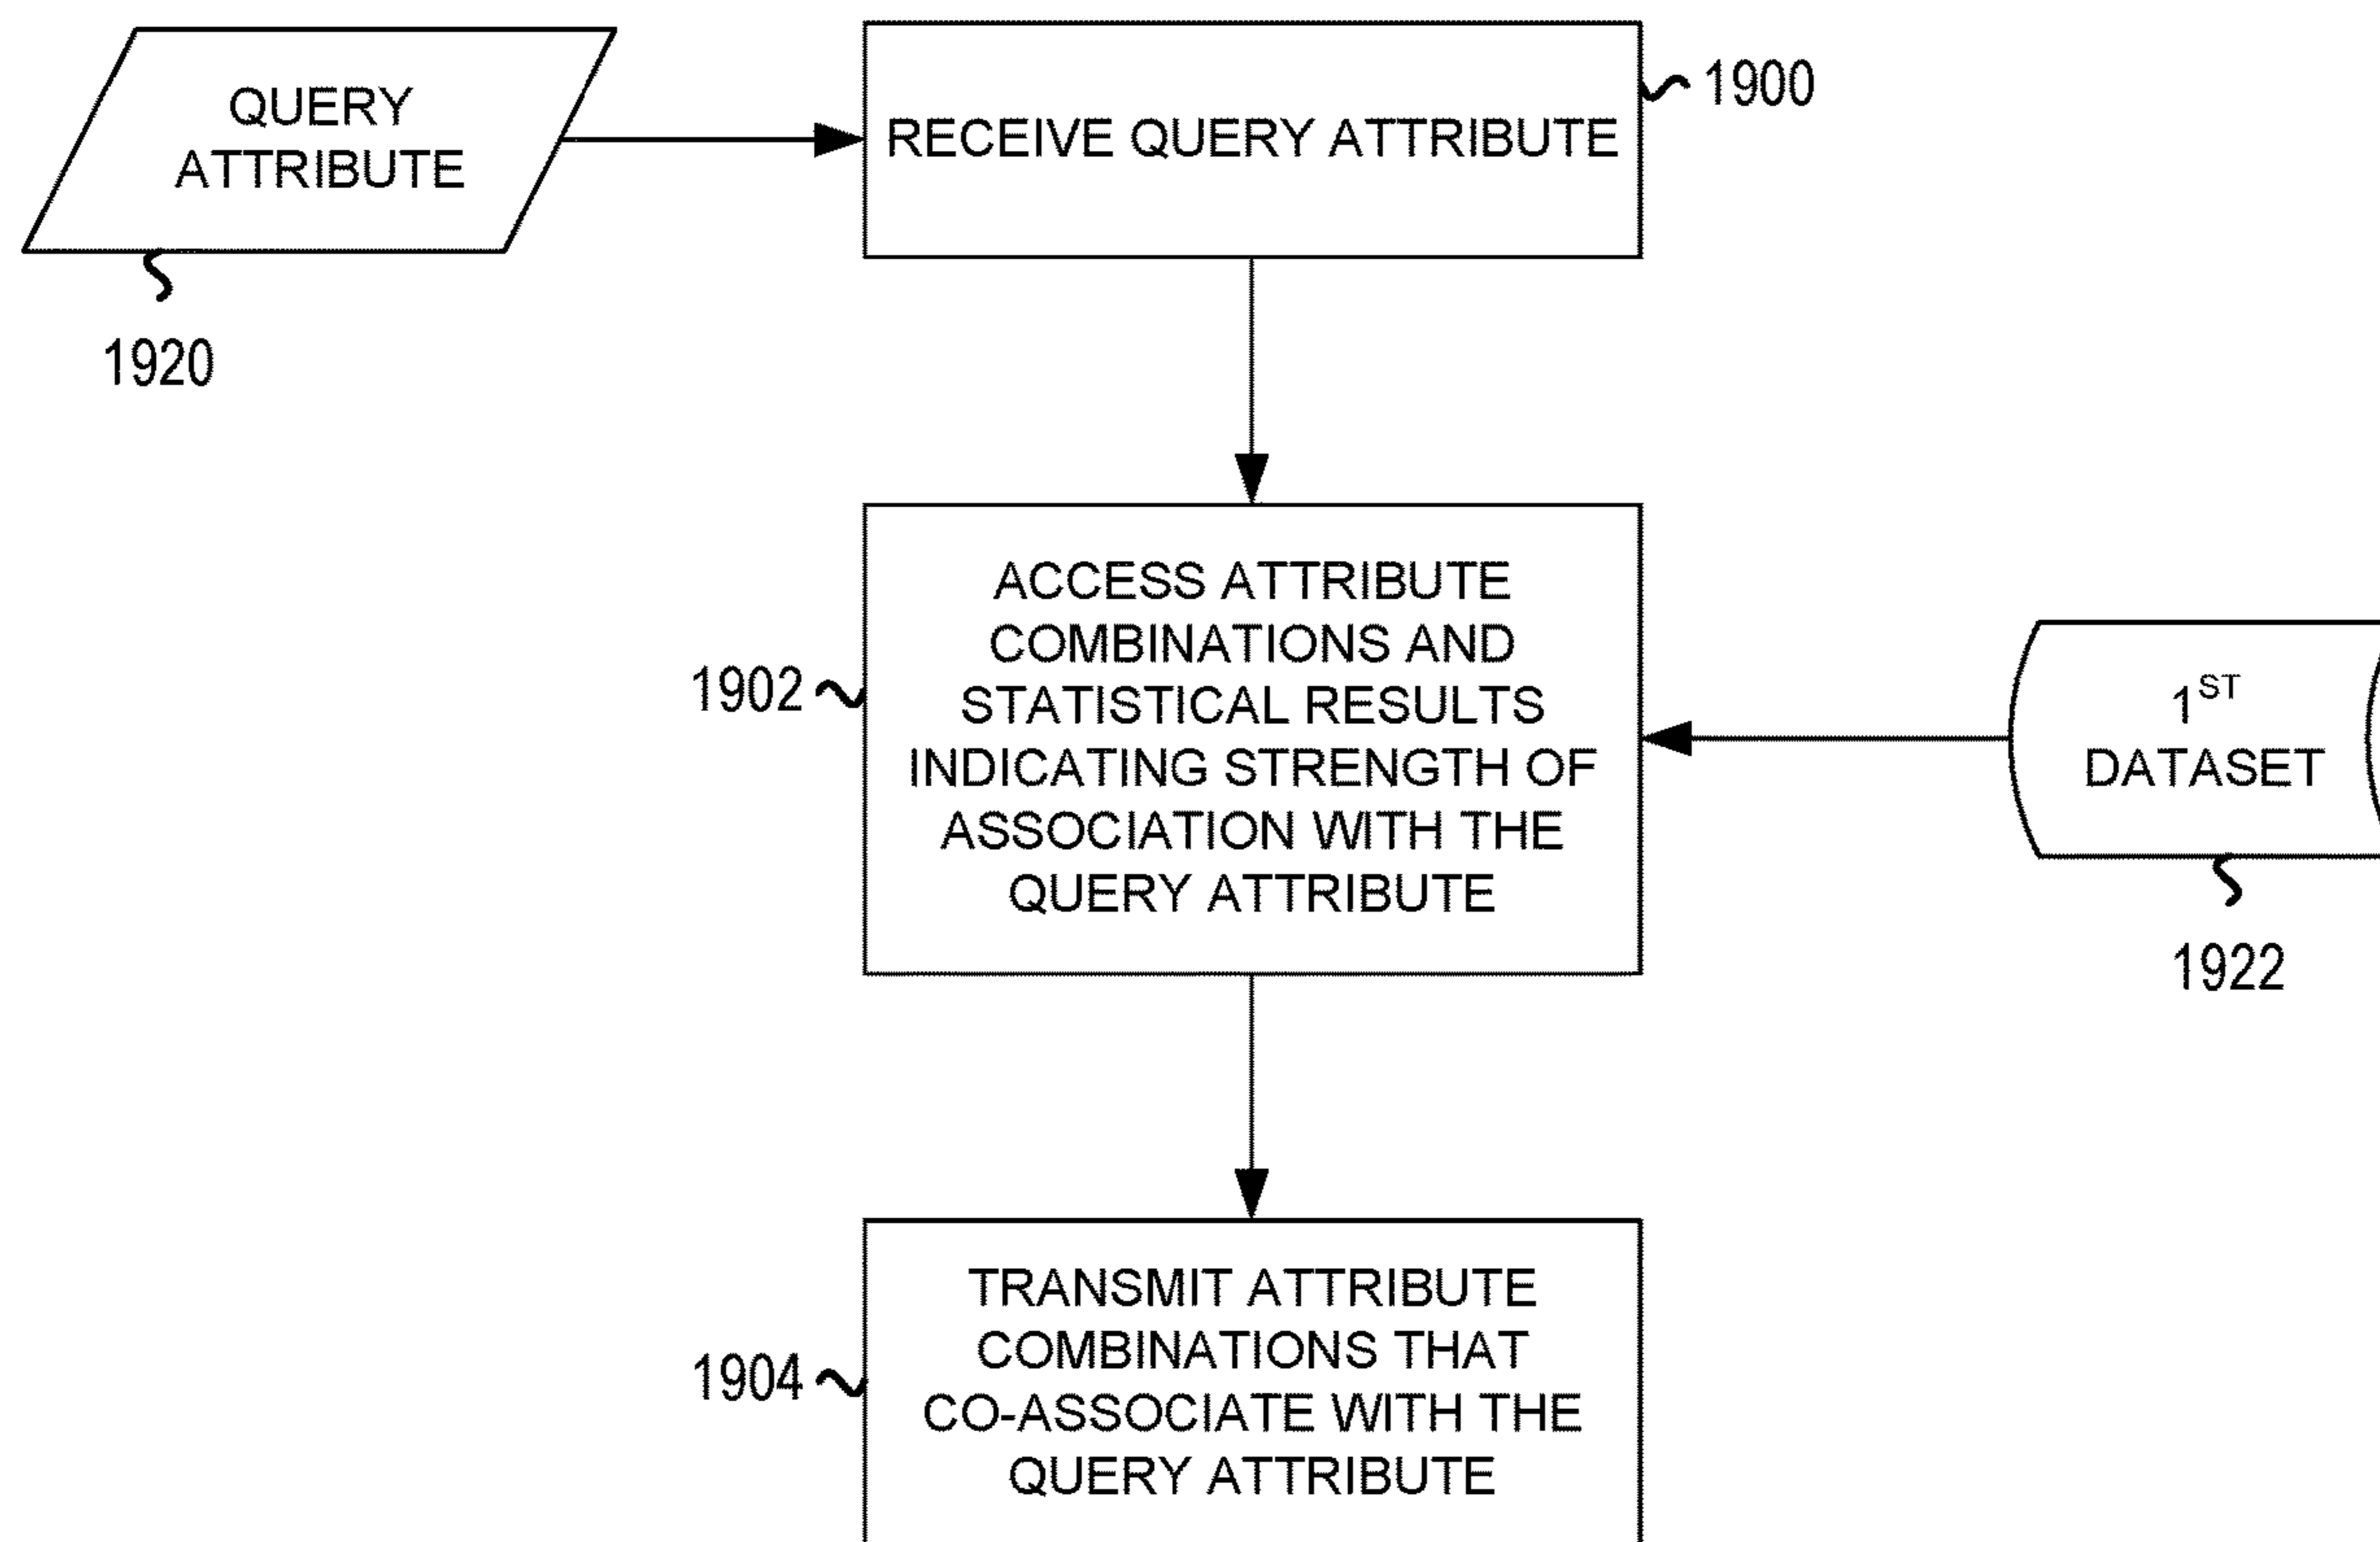 QUERY
ATTRIBUTE
1920
RECEIVE QUERY ATTRIBUTE
1900
1902
ACCESS ATTRIBUTE
COMBINATIONS AND
STATISTICAL RESULTS
INDICATING STRENGTH OF
ASSOCIATION WITH THE
QUERY ATTRIBUTE
1ST
DATASET
1922
1904
TRANSMIT ATTRIBUTE
COMBINATIONS THAT
CO-ASSOCIATE WITH THE
QUERY ATTRIBUTE